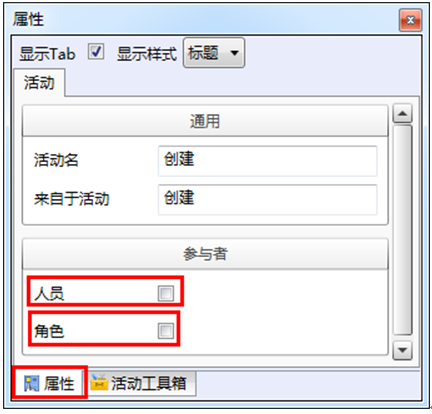 属性
显示Tab 显示样式 标题
活动
通用
活动名 创建
来自于活动 创建
参与者
人员
角色
属性 活动工具箱